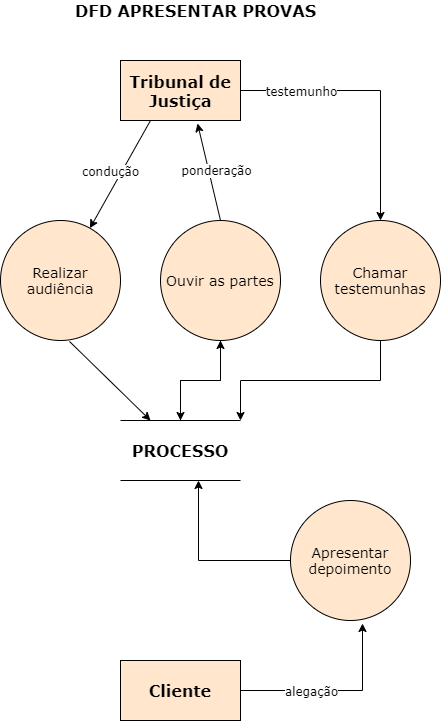 DFD APRESENTAR PROVAS
Tribunal de
Justiça
testemunho
condução
ponderação
Realizar
audiência
Ouvir as partes
Chamar
testemunhas
PROCESSO
Apresentar
depoimento
Cliente
alegação